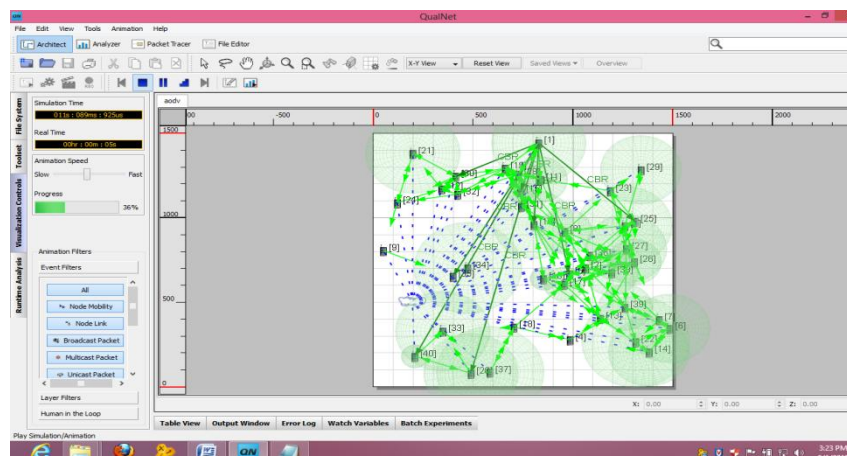 QualNet
File Edit View Tools Animation Help
Architect Analyzer Packet Tracer File Editor
X-Y View Reset View Saved Views Overview
File System
Toolset
Visualization Controls
Runtime Analysis
Simulation Time
011s : 089ms : 925us
Real Time
00hr : 00m : 05s
Animation Speed
Slow Fast
Progress
36%
Animation Filters
Event Filters
All
Node Mobility
Node Link
Broadcast Packet
Multicast Packet
Unicast Packet
Layer Filters
Human in the Loop
aodv
-500 0 500 1000 1500 2000
1500
1000
500
0
[1]
[21]
CBR
[29]
[32]
[23]
CBR
[25]
[9]
CBR
CBR
[27]
[26]
[34]
[39]
[33]
[4]
[7]
[6]
[14]
[40]
[37]
X: 0.00 Y: 0.00 Z: 0.00
Table View Output Window Error Log Watch Variables Batch Experiments
Play Simulation/Animation
QN
3:23 PM